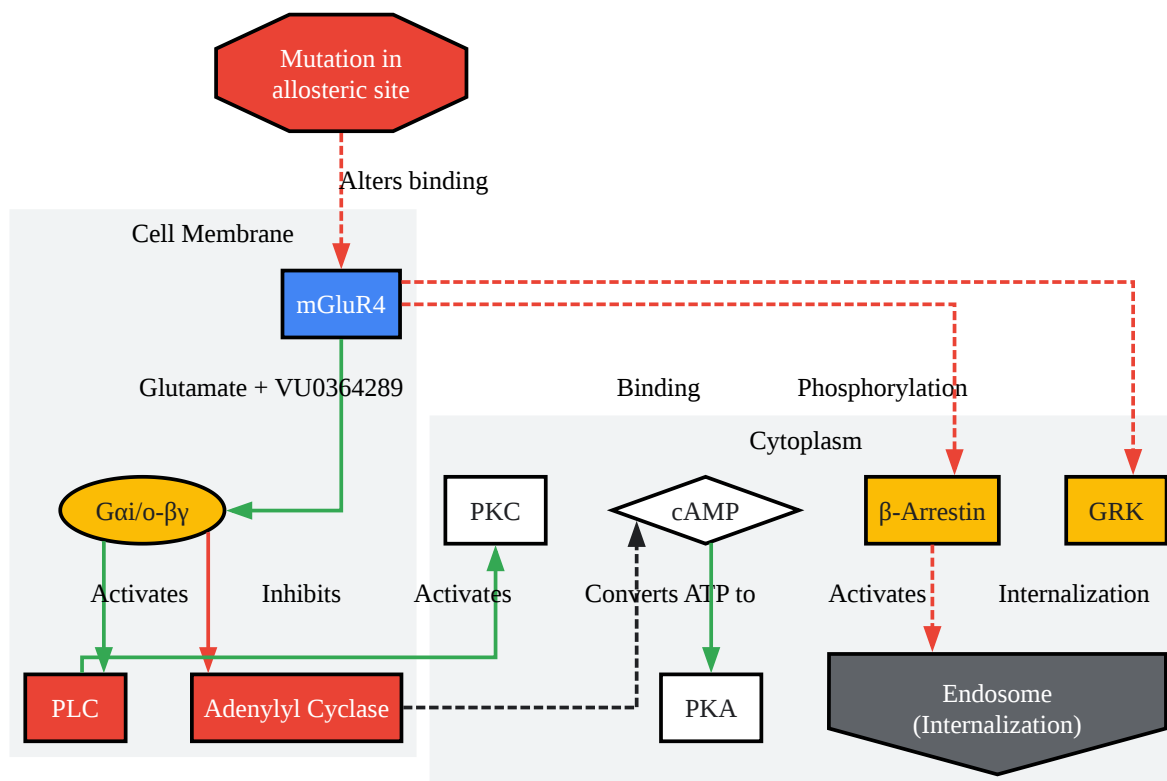 Mutation in
allosteric site
Alters binding
Cell Membrane
mGluR4
Glutamate + VU0364289
Binding
Phosphorylation
Cytoplasm
Gαi/o-βγ
PKC
cAMP
β-Arrestin
GRK
Activates
Inhibits
Activates
Converts ATP to
Activates
Internalization
PLC
Adenylyl Cyclase
PKA
Endosome
(Internalization)